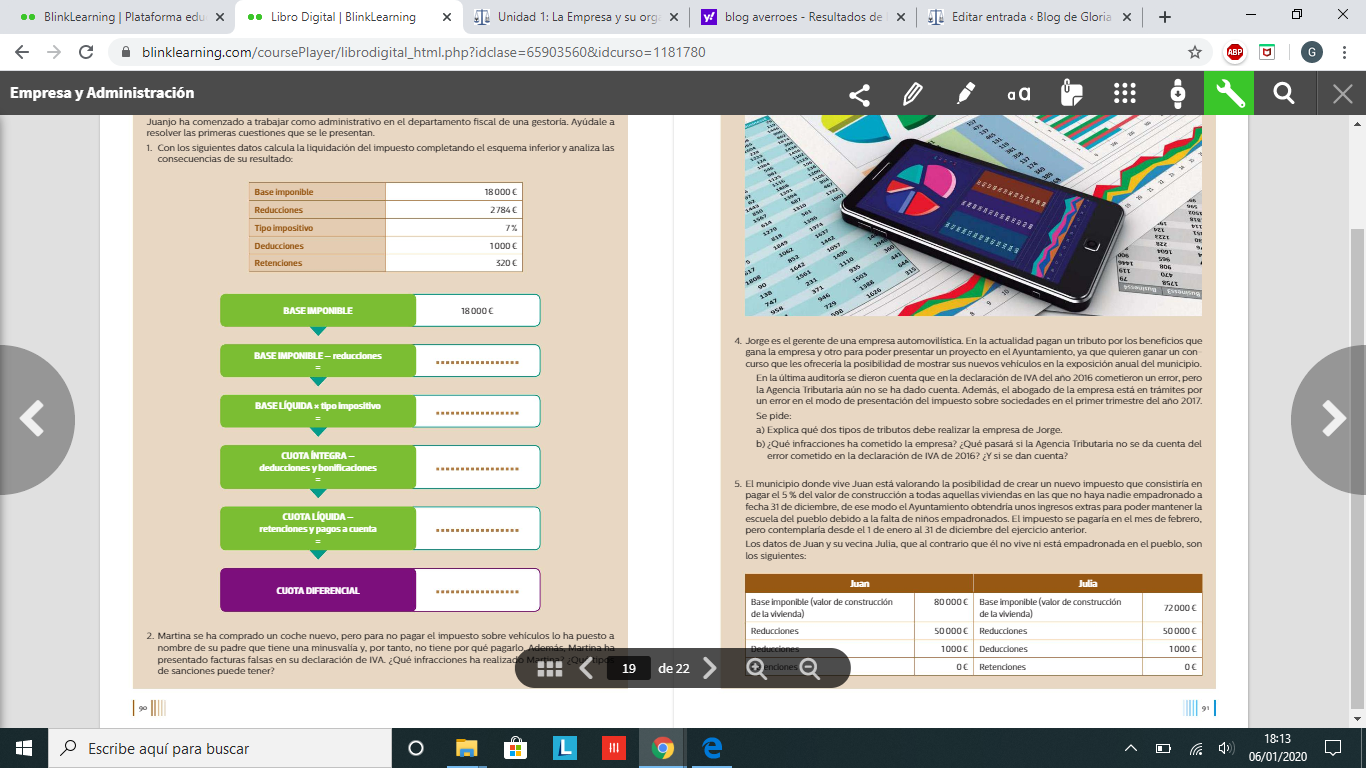 BlinkLearning | Plataforma edu
Libro Digital | BlinkLearning
Unidad 1: La Empresa y su orga
blog averroes - Resultados de
Editar entrada ‹ Blog de Gloria
blinklearning.com/coursePlayer/librodigital_html.php?idclase=65903560&idcurso=1181780
ABP
G
Empresa y Administración
a a
Juanjo ha comenzado a trabajar como administrativo en el departamento fiscal de una gestoría. Ayúdale a
resolver las primeras cuestiones que se le presentan.
1. Con los siguientes datos calcula la liquidación del impuesto completando el esquema inferior y analiza las
consecuencias de su resultado:
Base imponible 18 000 €
Reducciones 2 784 €
Tipo impositivo 7 %
Deducciones 1 000 €
Retenciones 320 €
BASE IMPONIBLE 18 000 €
BASE IMPONIBLE – reducciones
=
BASE LÍQUIDA × tipo impositivo
=
CUOTA ÍNTEGRA –
deducciones y bonificaciones
=
CUOTA LÍQUIDA –
retenciones y pagos a cuenta
=
CUOTA DIFERENCIAL
2. Martina se ha comprado un coche nuevo, pero para no pagar el impuesto sobre vehículos lo ha puesto a
nombre de su padre que tiene una minusvalía y, por tanto, no tiene por qué pagarlo. Además, Martina ha
presentado facturas falsas en su declaración de IVA. ¿Qué infracciones ha realizado Martina? ¿Qué tipos
de sanciones puede tener?
90
4. Jorge es el gerente de una empresa automovilística. En la actualidad pagan un tributo por los beneficios que
gana la empresa y otro para poder presentar un proyecto en el Ayuntamiento, ya que quieren ganar un con-
curso que les ofrecería la posibilidad de mostrar sus nuevos vehículos en la exposición anual del municipio.
En la última auditoría se dieron cuenta que en la declaración de IVA del año 2016 cometieron un error, pero
la Agencia Tributaria aún no se ha dado cuenta. Además, el abogado de la empresa está en trámites por
un error en el modo de presentación del impuesto sobre sociedades en el primer trimestre del año 2017.
Se pide:
a) Explica qué dos tipos de tributos debe realizar la empresa de Jorge.
b) ¿Qué infracciones ha cometido la empresa? ¿Qué pasará si la Agencia Tributaria no se da cuenta del
error cometido en la declaración de IVA de 2016? ¿Y si se dan cuenta?
5. El municipio donde vive Juan está valorando la posibilidad de crear un nuevo impuesto que consistiría en
pagar el 5 % del valor de construcción a todas aquellas viviendas en las que no haya nadie empadronado a
fecha 31 de diciembre, de ese modo el Ayuntamiento obtendría unos ingresos extras para poder mantener la
escuela del pueblo debido a la falta de niños empadronados. El impuesto se pagaría en el mes de febrero,
pero contemplaría desde el 1 de enero al 31 de diciembre del ejercicio anterior.
Los datos de Juan y su vecina Julia, que al contrario que él no vive ni está empadronada en el pueblo, son
los siguientes:
Juan Julia
Base imponible (valor de construcción 80 000 € Base imponible (valor de construcción 72 000 €
de la vivienda) de la vivienda)
Reducciones 50 000 € Reducciones 50 000 €
Deducciones 1 000 € Deducciones 1 000 €
Retenciones 0 € Retenciones 0 €
91
19 de 22
Escribe aquí para buscar
L
18:13
06/01/2020